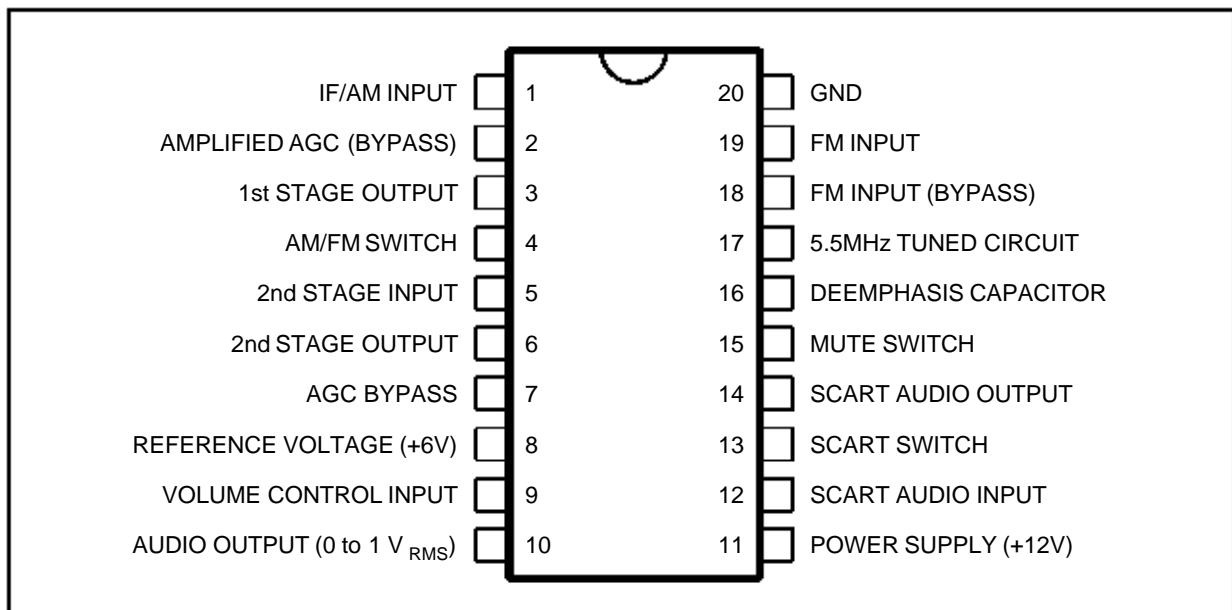 IF/AM INPUT 1 20 GND
AMPLIFIED AGC (BYPASS) 2 19 FM INPUT
1st STAGE OUTPUT 3 18 FM INPUT (BYPASS)
AM/FM SWITCH 4 17 5.5MHz TUNED CIRCUIT
2nd STAGE INPUT 5 16 DEEMPHASIS CAPACITOR
2nd STAGE OUTPUT 6 15 MUTE SWITCH
AGC BYPASS 7 14 SCART AUDIO OUTPUT
REFERENCE VOLTAGE (+6V) 8 13 SCART SWITCH
VOLUME CONTROL INPUT 9 12 SCART AUDIO INPUT
AUDIO OUTPUT (0 to 1 V RMS) 10 11 POWER SUPPLY (+12V)